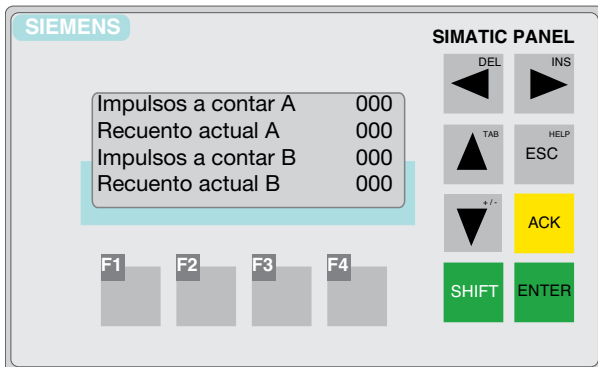 SIEMENS
SIMATIC PANEL
DEL
INS
Impulsos a contar A 000
Recuento actual A 000
Impulsos a contar B 000
Recuento actual B 000
TAB
HELP
ESC
+ / -
ACK
F1 F2 F3 F4
SHIFT ENTER